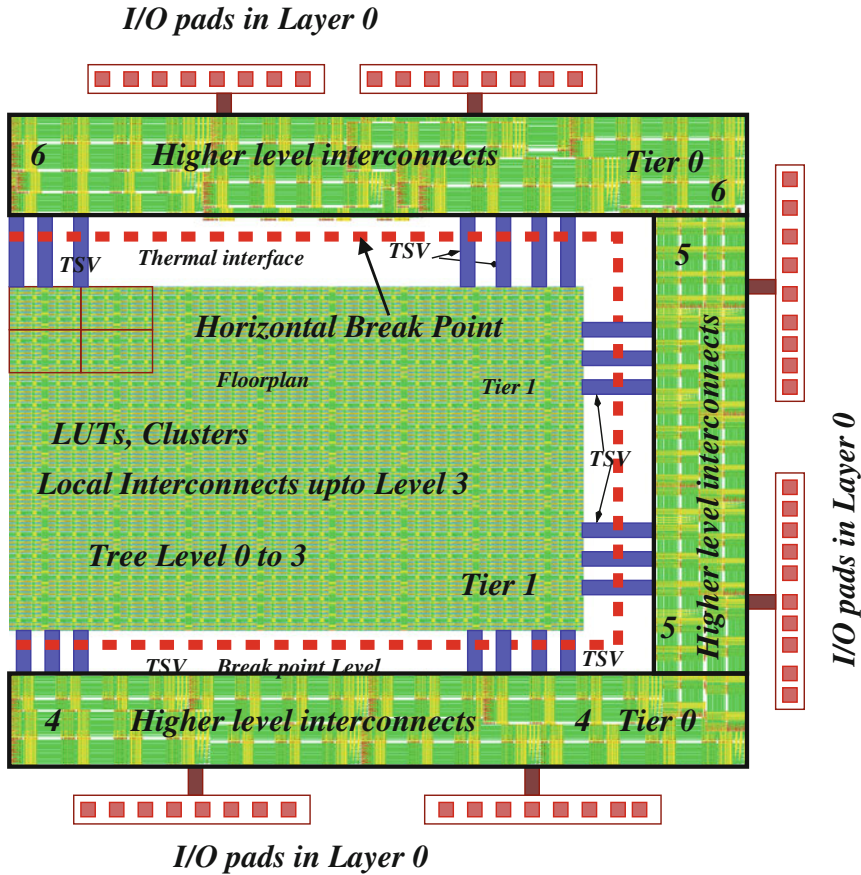 I/O pads in Layer 0
6 Higher level interconnects Tier 0
6
TSV Thermal interface TSV
5
Horizontal Break Point
Floorplan Tier 1
LUTs, Clusters
TSV
Local Interconnects upto Level 3
Tree Level 0 to 3
Tier 1
Higher level interconnects
5
I/O pads in Layer 0
TSV Break point Level TSV
4 Higher level interconnects 4 Tier 0
I/O pads in Layer 0